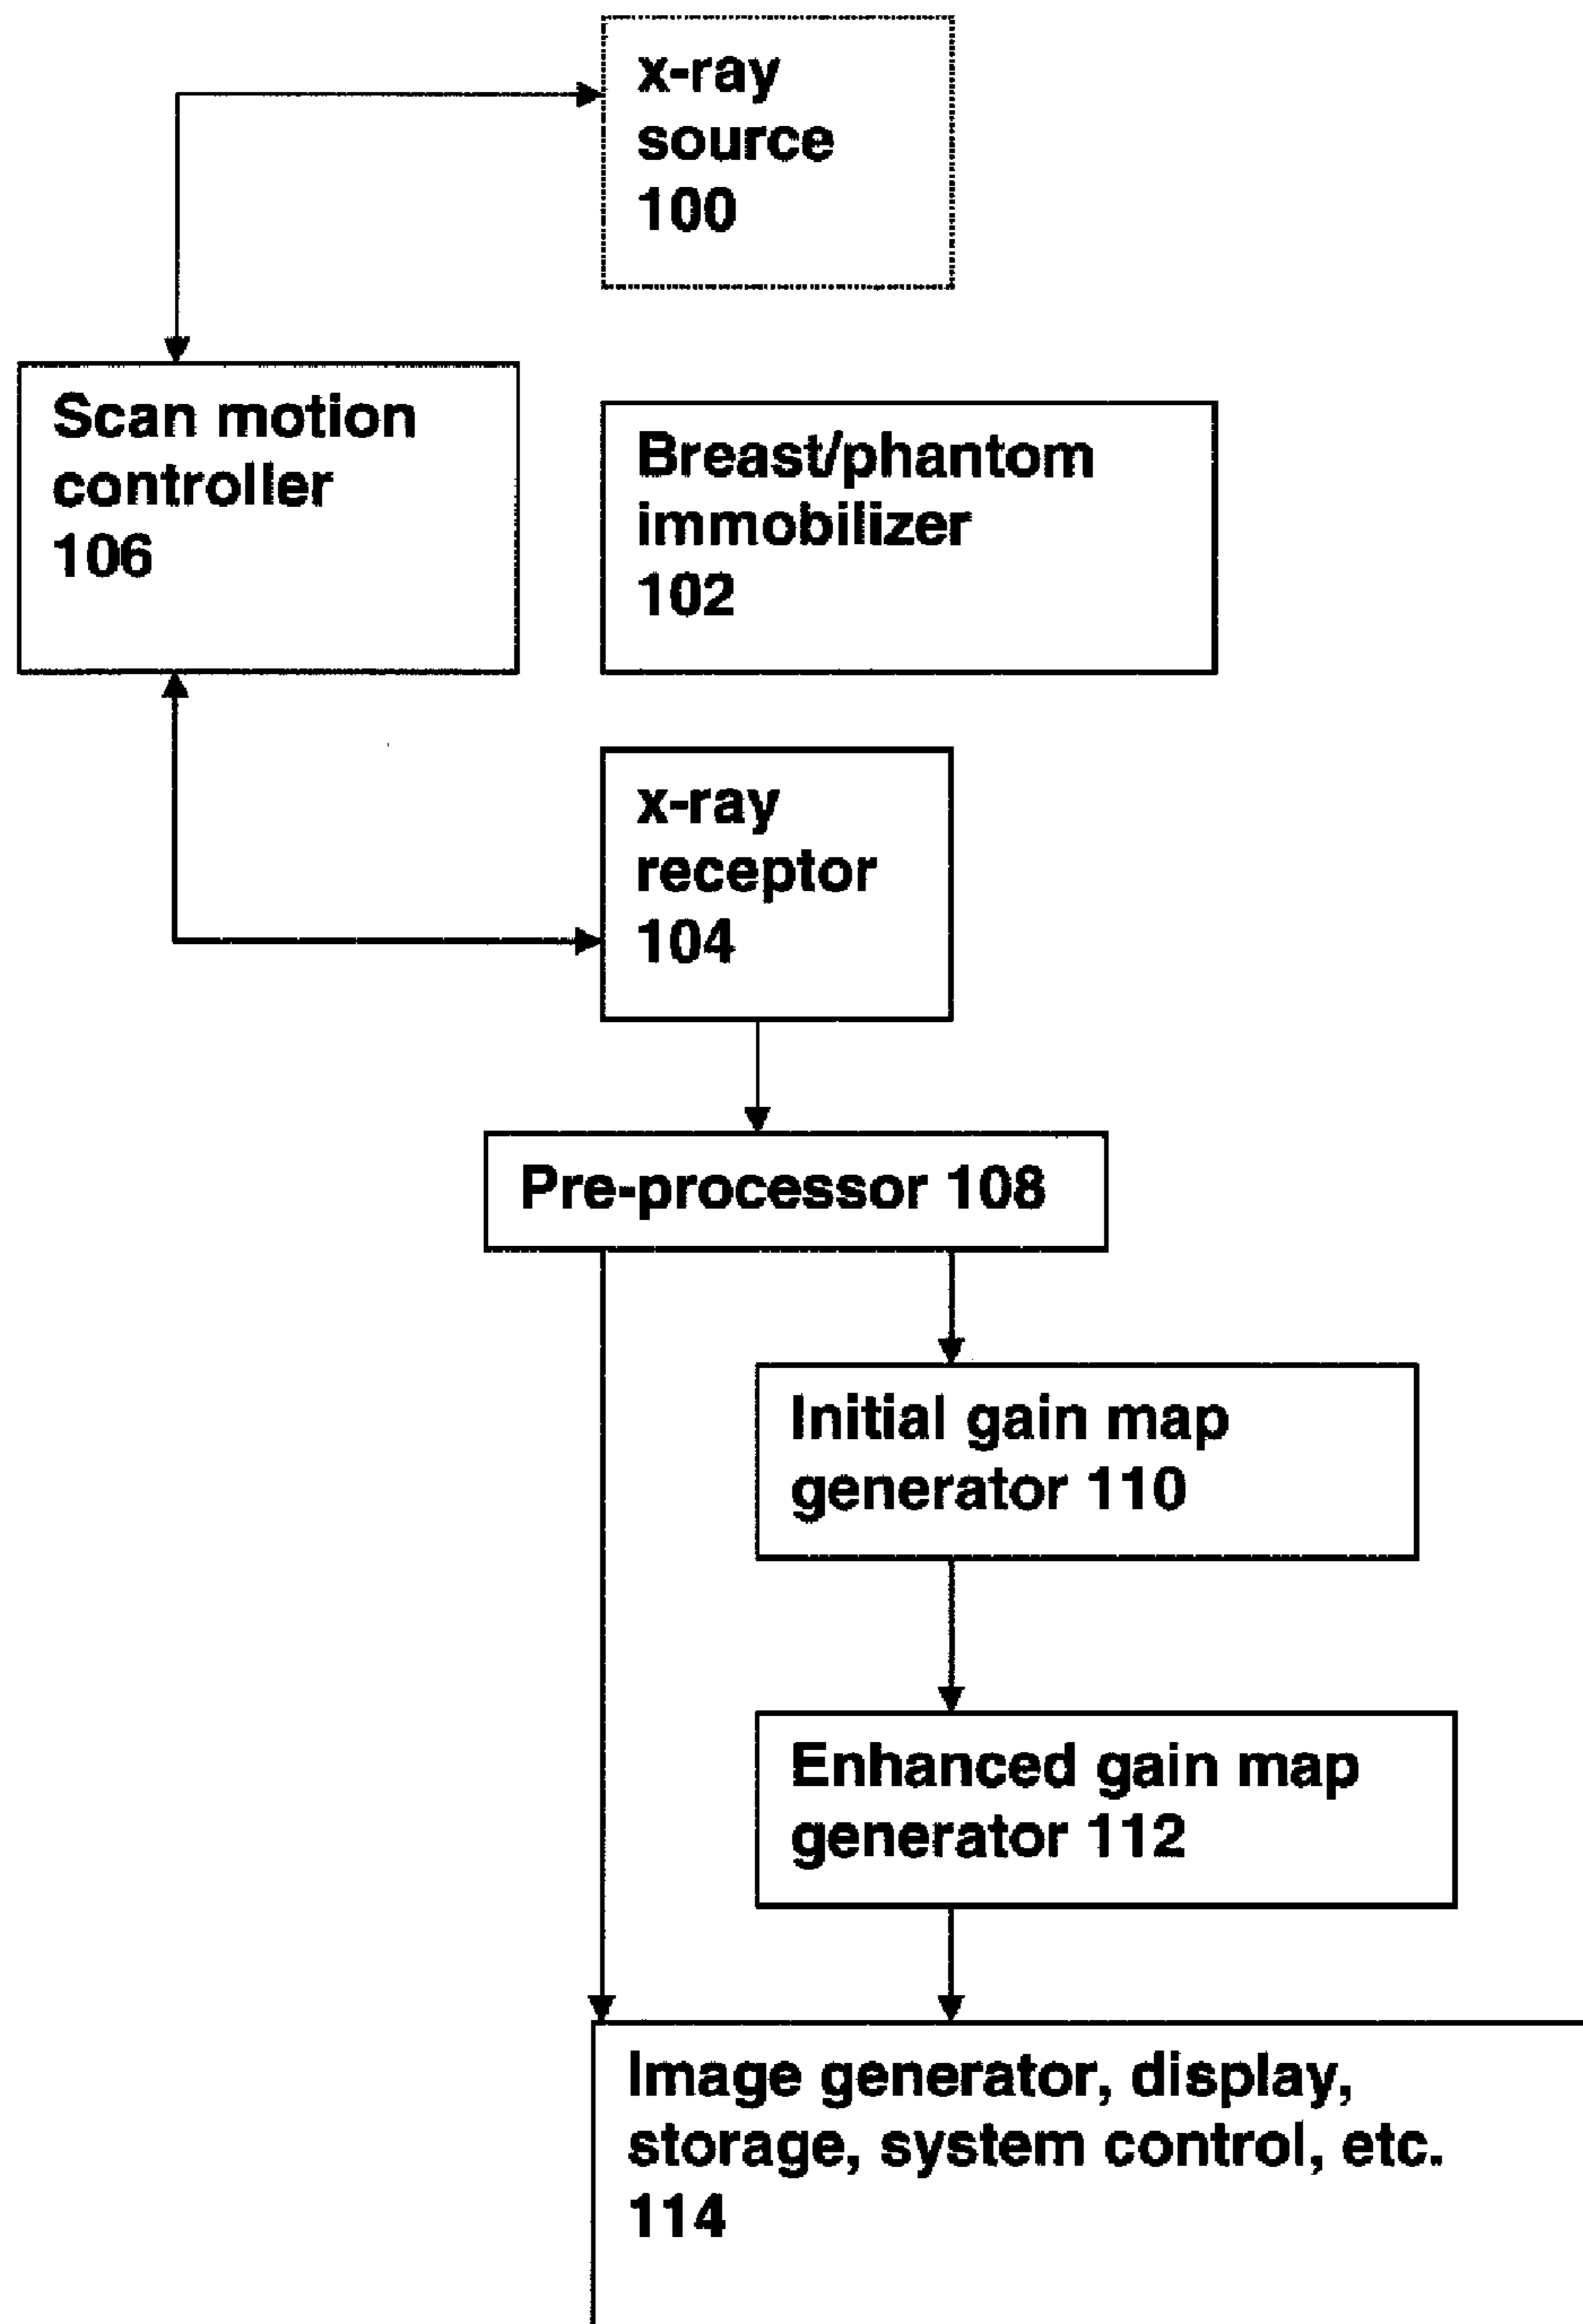 x-ray
source
100
Scan motion
controller
106
Breast/phantom
immobilizer
102
x-ray
receptor
104
Pre-processor 108
Initial gain map
generator 110
Enhanced gain map
generator 112
Image generator, display,
storage, system control, etc.
114